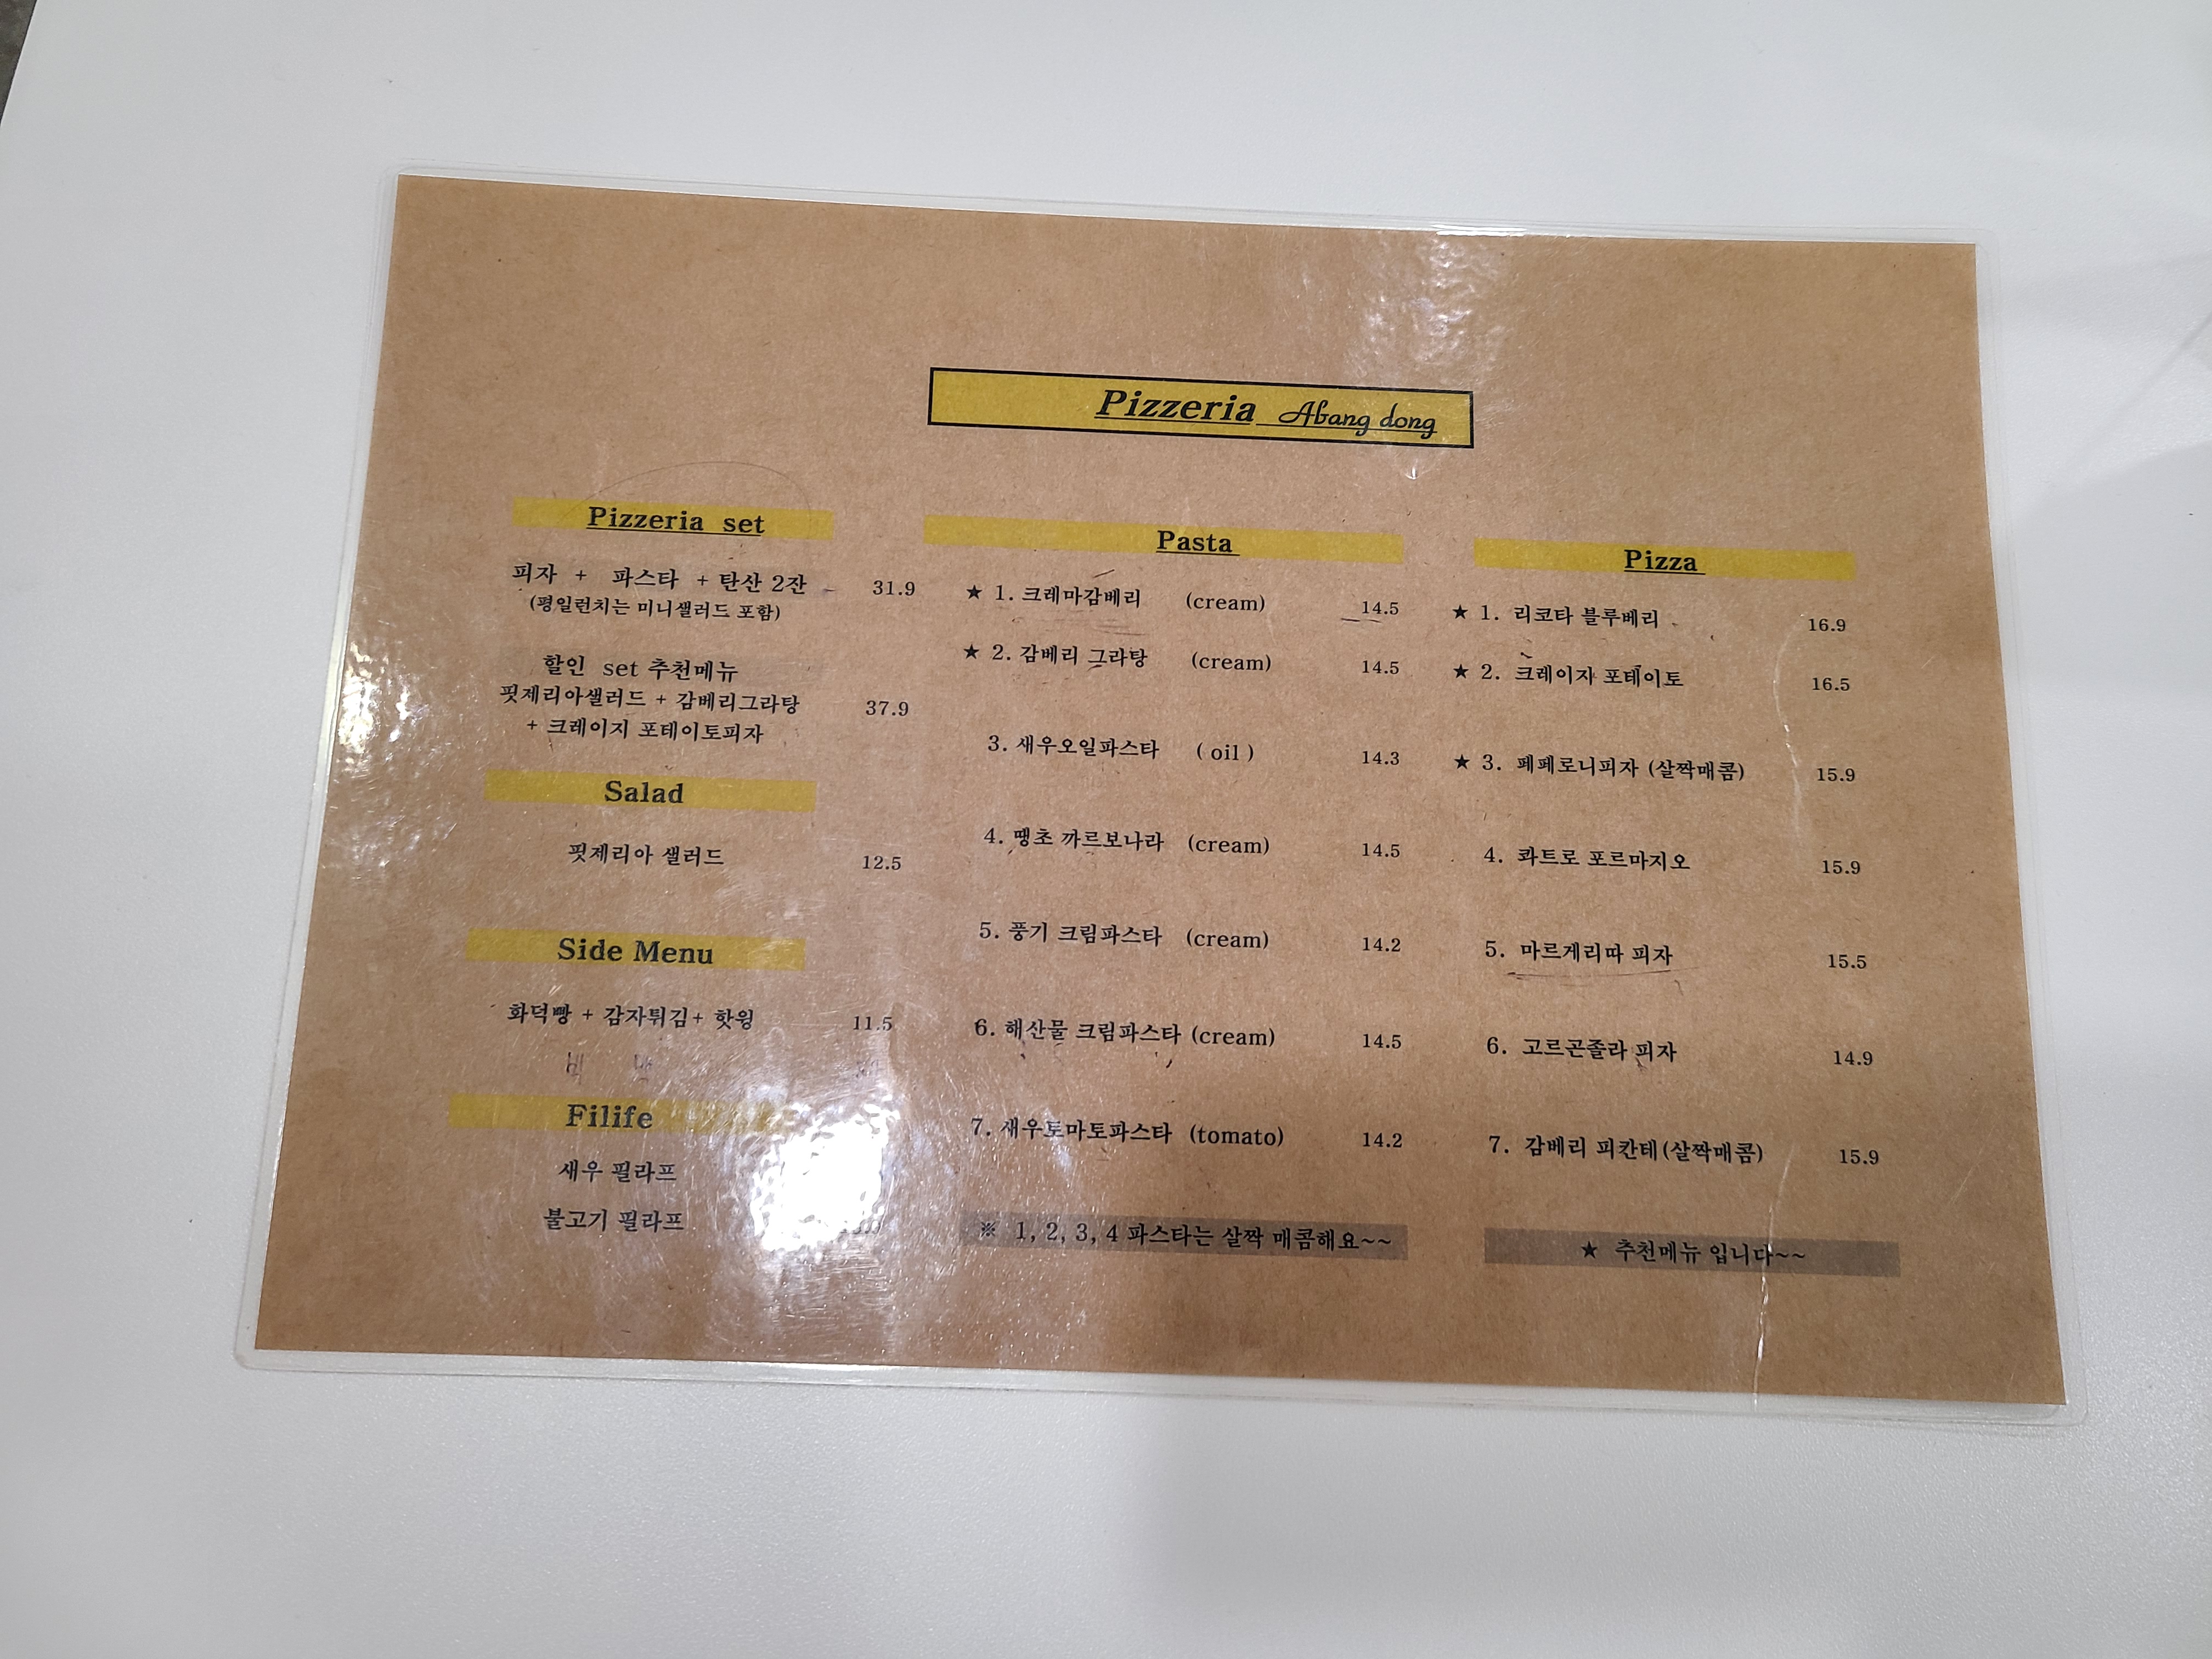 Pizzeria Abang dong
Pizzeria set
피자 + 파스타 + 탄산 2잔 31.9
(평일런치는 미니샐러드 포함)
할인 set 추천메뉴
핏제리아샐러드 + 감베리그라탕
+ 크레이지 포테이토피자 37.9
Salad
핏제리아 샐러드 12.5
Side Menu
화덕빵 + 감자튀김+ 핫윙 11.5
Filife
새우 필라프
불고기 필라프
Pasta
★ 1. 크레마감베리 (cream) 14.5
★ 2. 감베리 그라탕 (cream) 14.5
3. 새우오일파스타 ( oil ) 14.3
4. 땡초 까르보나라 (cream) 14.5
5. 풍기 크림파스타 (cream) 14.2
6. 해산물 크림파스타 (cream) 14.5
7. 새우토마토파스타 (tomato) 14.2
※ 1, 2, 3, 4 파스타는 살짝 매콤해요~~
Pizza
★ 1. 리코타 블루베리 16.9
★ 2. 크레이자 포테이토 16.5
★ 3. 페페로니피자 (살짝매콤) 15.9
4. 콰트로 포르마지오 15.9
5. 마르게리따 피자 15.5
6. 고르곤졸라 피자 14.9
7. 감베리 피칸테(살짝매콤) 15.9
★ 추천메뉴 입니다~~